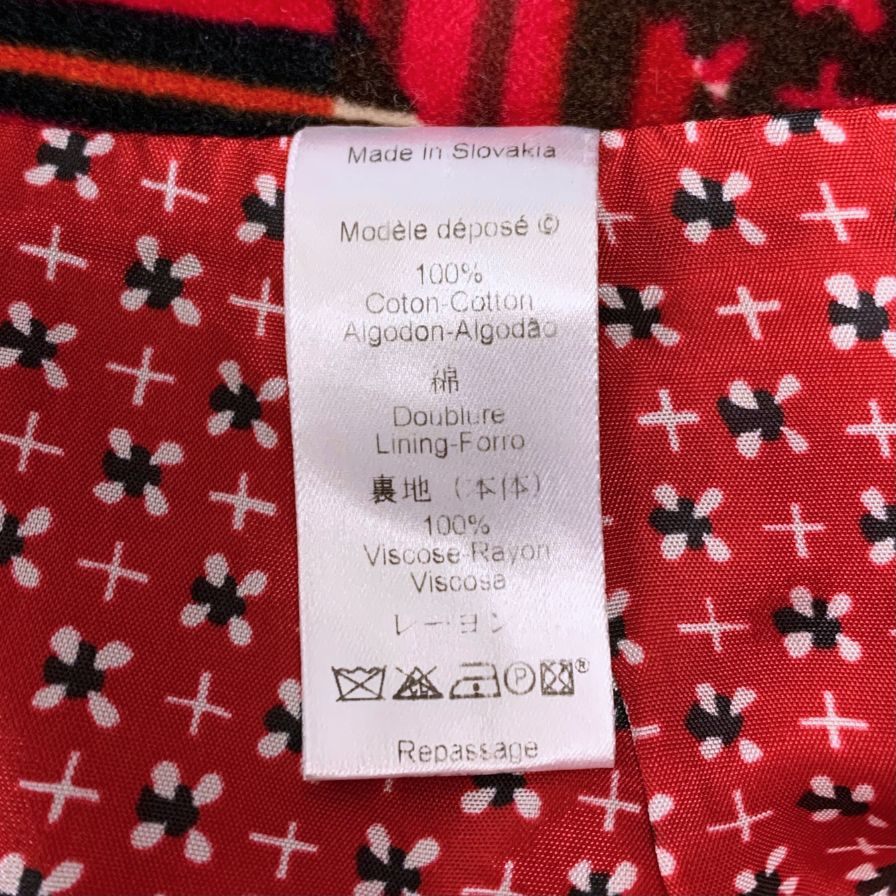 Made in Slovakia
Modèle déposé ©
100%
Coton-Cotton
Algodon-Algodão
綿
Doublure
Lining-Forro
裏地 (本体)
100%
Viscose-Rayon
Viscosa
レーヨン
P ®
Repassage